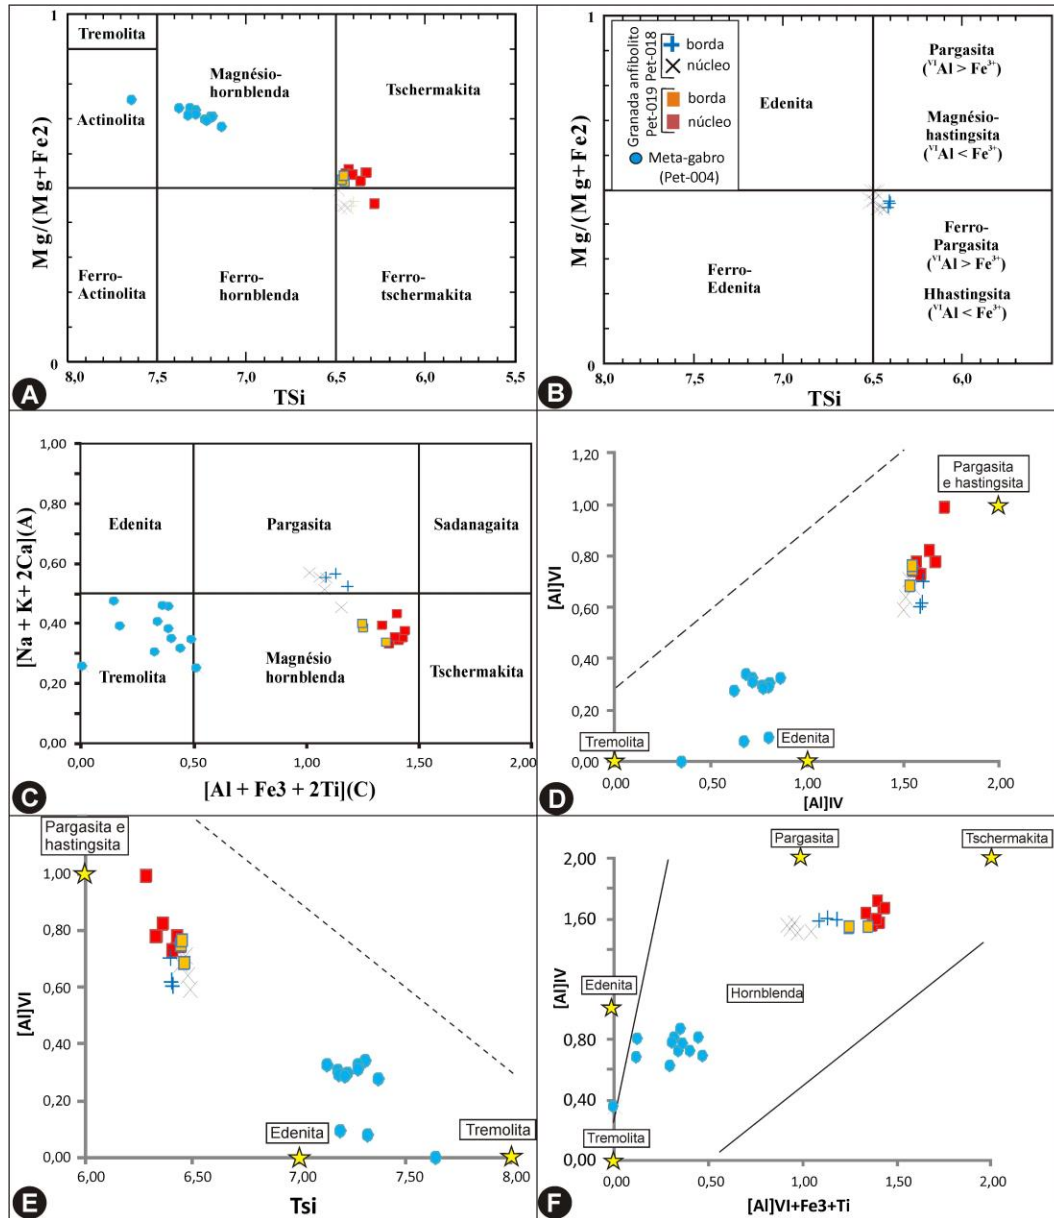 1
Tremolita
Actinolita
Magnésio-
hornblenda
Tschermakita
Ferro-
Actinolita
Ferro-
hornblenda
Ferro-
tschermakita
Mg/(Mg+Fe2)
1
8,0
7,5
7,0
6,5
6,0
5,5
TSi
A
0
Granada anfibolito
Pet-018
borda
núcleo
Pet-019
borda
núcleo
Meta-gabro
(Pet-004)
Edenita
Pargasita
(ⱽᴵAl > Fe³⁺)
Magnésio-
hastingsita
(ⱽᴵAl < Fe³⁺)
Ferro-
Edenita
Ferro-
Pargasita
(ⱽᴵAl > Fe³⁺)
Hhastingsita
(ⱽᴵAl < Fe³⁺)
Mg/(Mg+Fe2)
1
8,0
7,5
7,0
6,5
6,0
TSi
B
1,00
0,80
0,60
0,40
0,20
0,00
[Na + K+ 2Ca](A)
Edenita
Pargasita
Sadanagaita
Tremolita
Magnésio
hornblenda
Tschermakita
0,00
0,50
1,00
1,50
2,00
[Al + Fe3 + 2Ti](C)
C
1,20
1,00
0,80
0,60
0,40
0,20
0,00
[Al]VI
Pargasita
e hastingsita
Tremolita
Edenita
0,00
0,50
1,00
1,50
2,00
[Al]IV
D
Pargasita e
hastingsita
1,00
0,80
0,60
0,40
0,20
0,00
[Al]VI
Edenita
Tremolita
6,00
6,50
7,00
7,50
8,00
Tsi
E
Pargasita
Tschermakita
2,00
1,60
Edenita
Hornblenda
0,80
0,40
Tremolita
0,00
[Al]IV
0,00
0,50
1,00
1,50
2,00
[Al]VI+Fe3+Ti
F